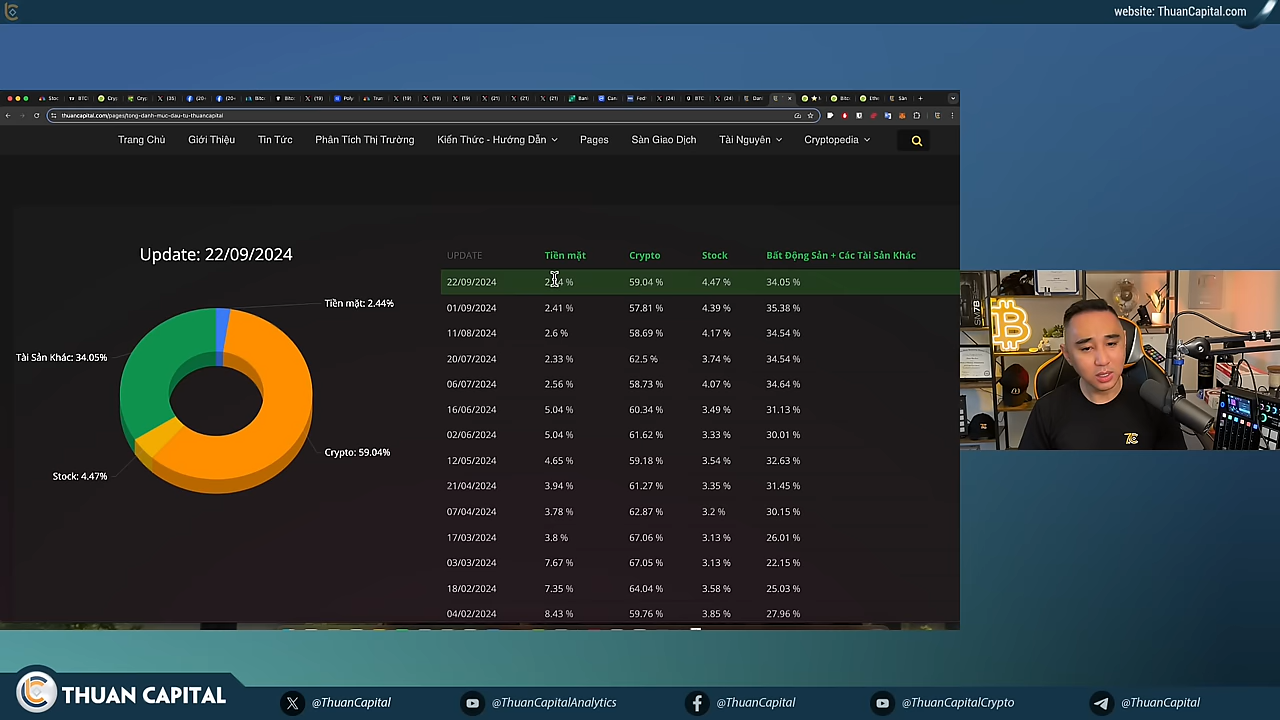 website: ThuanCapital.com
thuancapital.com/pages/tong-danh-muc-dau-tu-thuancapital
Trang Chủ Giới Thiệu Tin Tức Phân Tích Thị Trường Kiến Thức - Hướng Dẫn Pages Sàn Giao Dịch Tài Nguyên Cryptopedia
Update: 22/09/2024
Tiền mặt: 2.44%
Tài Sản Khác: 34.05%
Crypto: 59.04%
Stock: 4.47%
UPDATE Tiền mặt Crypto Stock Bất Động Sản + Các Tài Sản Khác
22/09/2024 59.04 % 4.47 % 34.05 %
01/09/2024 2.41 % 57.81 % 4.39 % 35.38 %
11/08/2024 2.6 % 58.69 % 4.17 % 34.54 %
20/07/2024 2.33 % 62.5 % 3.74 % 34.54 %
06/07/2024 2.56 % 58.73 % 4.07 % 34.64 %
16/06/2024 5.04 % 60.34 % 3.49 % 31.13 %
02/06/2024 5.04 % 61.62 % 3.33 % 30.01 %
12/05/2024 4.65 % 59.18 % 3.54 % 32.63 %
21/04/2024 3.94 % 61.27 % 3.35 % 31.45 %
07/04/2024 3.78 % 62.87 % 3.2 % 30.15 %
17/03/2024 3.8 % 67.06 % 3.13 % 26.01 %
03/03/2024 7.67 % 67.05 % 3.13 % 22.15 %
18/02/2024 7.35 % 64.04 % 3.58 % 25.03 %
04/02/2024 8.43 % 59.76 % 3.85 % 27.96 %
SM7B
THUAN CAPITAL
@ThuanCapital @ThuanCapitalAnalytics @ThuanCapital @ThuanCapitalCrypto @ThuanCapital